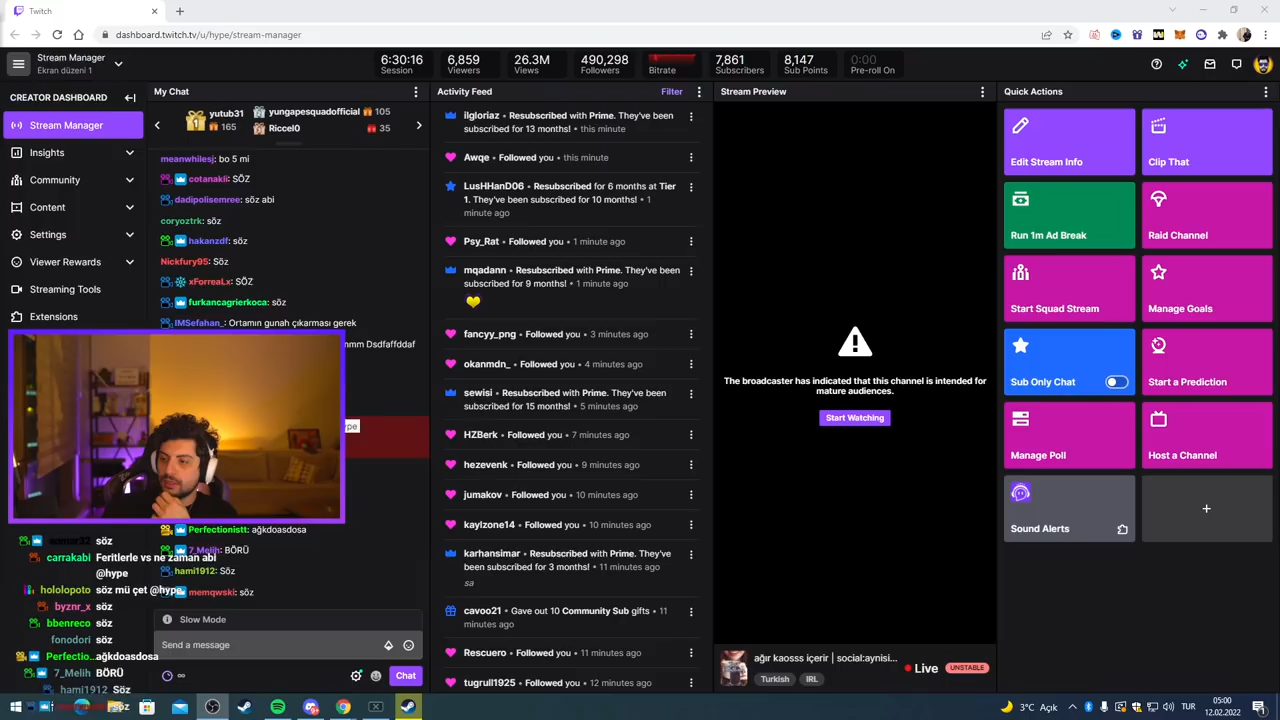 Twitch
dashboard.twitch.tv/u/hype/stream-manager
Stream Manager
Ekran düzeni 1
6:30:16
Session
6,859
Viewers
26.3M
Views
490,298
Followers
Bitrate
7,861
Subscribers
8,147
Sub Points
0:00
Pre-roll On
CREATOR DASHBOARD
Stream Manager
Insights
Community
Content
Settings
Viewer Rewards
Streaming Tools
Extensions
My Chat
1
yutub31
165
yungapesquadofficial 105
Riccel0 35
meanwhilesj: bo 5 mi
cotanakli: SÖZ
dadipolisemree: söz abi
coryoztrk: söz
hakanzdf: söz
Nickfury95: Söz
xForreaLx: SÖZ
furkancagrierkoca: söz
IMSefahan_: Ortamın gunah çıkarması gerek
nmm Dsdfaffddaf
ype
Perfectionistt: ağkdoasdosa
7_Melih: BÖRÜ
hami1912: Söz
memqwski: söz
samar32 söz
carrakabi Feritlerle vs ne zaman abi
@hype
hololopoto söz mü çet @hype
byznr_x söz
bbenreco söz
fonodori söz
Perfectio... ağkdoasdosa
7_Melih BÖRÜ
hami1912 Söz
söz
Slow Mode
Send a message
Chat
Activity Feed
Filter
ilgloriaz • Resubscribed with Prime. They've been
subscribed for 13 months! • this minute
Awqe • Followed you • this minute
LusHHanD06 • Resubscribed for 6 months at Tier
1. They've been subscribed for 10 months! • 1
minute ago
Psy_Rat • Followed you • 1 minute ago
mqadann • Resubscribed with Prime. They've been
subscribed for 9 months! • 1 minute ago
fancyy_png • Followed you • 3 minutes ago
okanmdn_ • Followed you • 4 minutes ago
sewisi • Resubscribed with Prime. They've been
subscribed for 15 months! • 5 minutes ago
HZBerk • Followed you • 7 minutes ago
hezevenk • Followed you • 9 minutes ago
jumakov • Followed you • 10 minutes ago
kaylzone14 • Followed you • 10 minutes ago
karhansimar • Resubscribed with Prime. They've
been subscribed for 3 months! • 11 minutes ago
sa
cavoo21 • Gave out 10 Community Sub gifts • 11
minutes ago
Rescuero • Followed you • 11 minutes ago
tugrull1925 • Followed you • 12 minutes ago
Stream Preview
The broadcaster has indicated that this channel is intended for
mature audiences.
Start Watching
ağır kaosss içerir | social:aynisi...
Turkish
IRL
Live
UNSTABLE
Quick Actions
Edit Stream Info
Clip That
Run 1m Ad Break
Raid Channel
Start Squad Stream
Manage Goals
Sub Only Chat
Start a Prediction
Manage Poll
Host a Channel
Sound Alerts
3°C Açık
TUR
05:00
12.02.2022